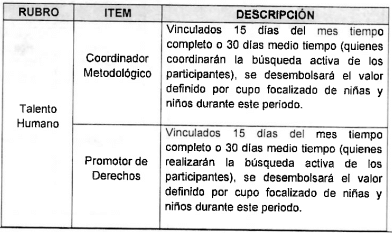 RUBRO ITEM DESCRIPCIÓN
Talento
Humano
Coordinador
Metodológico
Vinculados 15 días del mes tiempo
completo o 30 días medio tiempo (quienes
coordinarán la búsqueda activa de los
participantes), se desembolsará el valor
definido por cupo focalizado de niñas y
niños durante este periodo.
Promotor de
Derechos
Vinculados 15 días del mes tiempo
completo o 30 días medio tiempo (quienes
realizarán la búsqueda activa de los
participantes), se desembolsará el valor
definido por cupo focalizado de niñas y
niños durante este periodo.